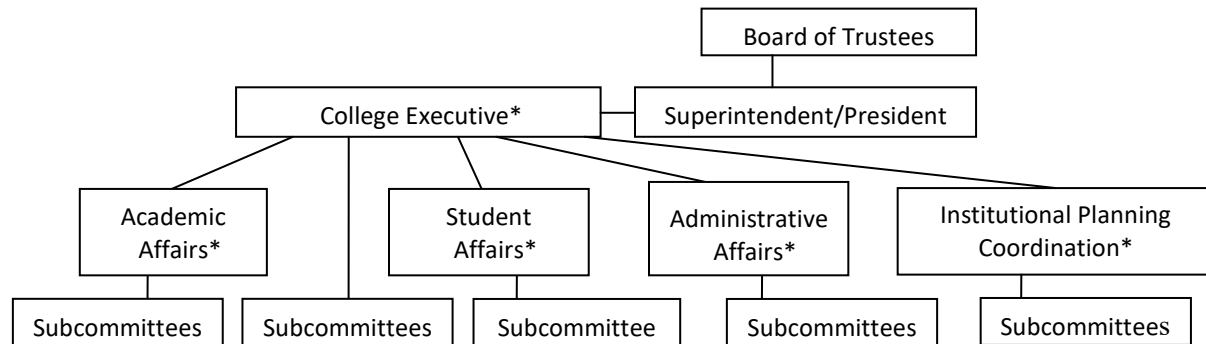 Board of Trustees
College Executive*
Superintendent/President
Academic
Affairs*
Student
Affairs*
Administrative
Affairs*
Institutional Planning
Coordination*
Subcommittees
Subcommittees
Subcommittee
Subcommittees
Subcommittees